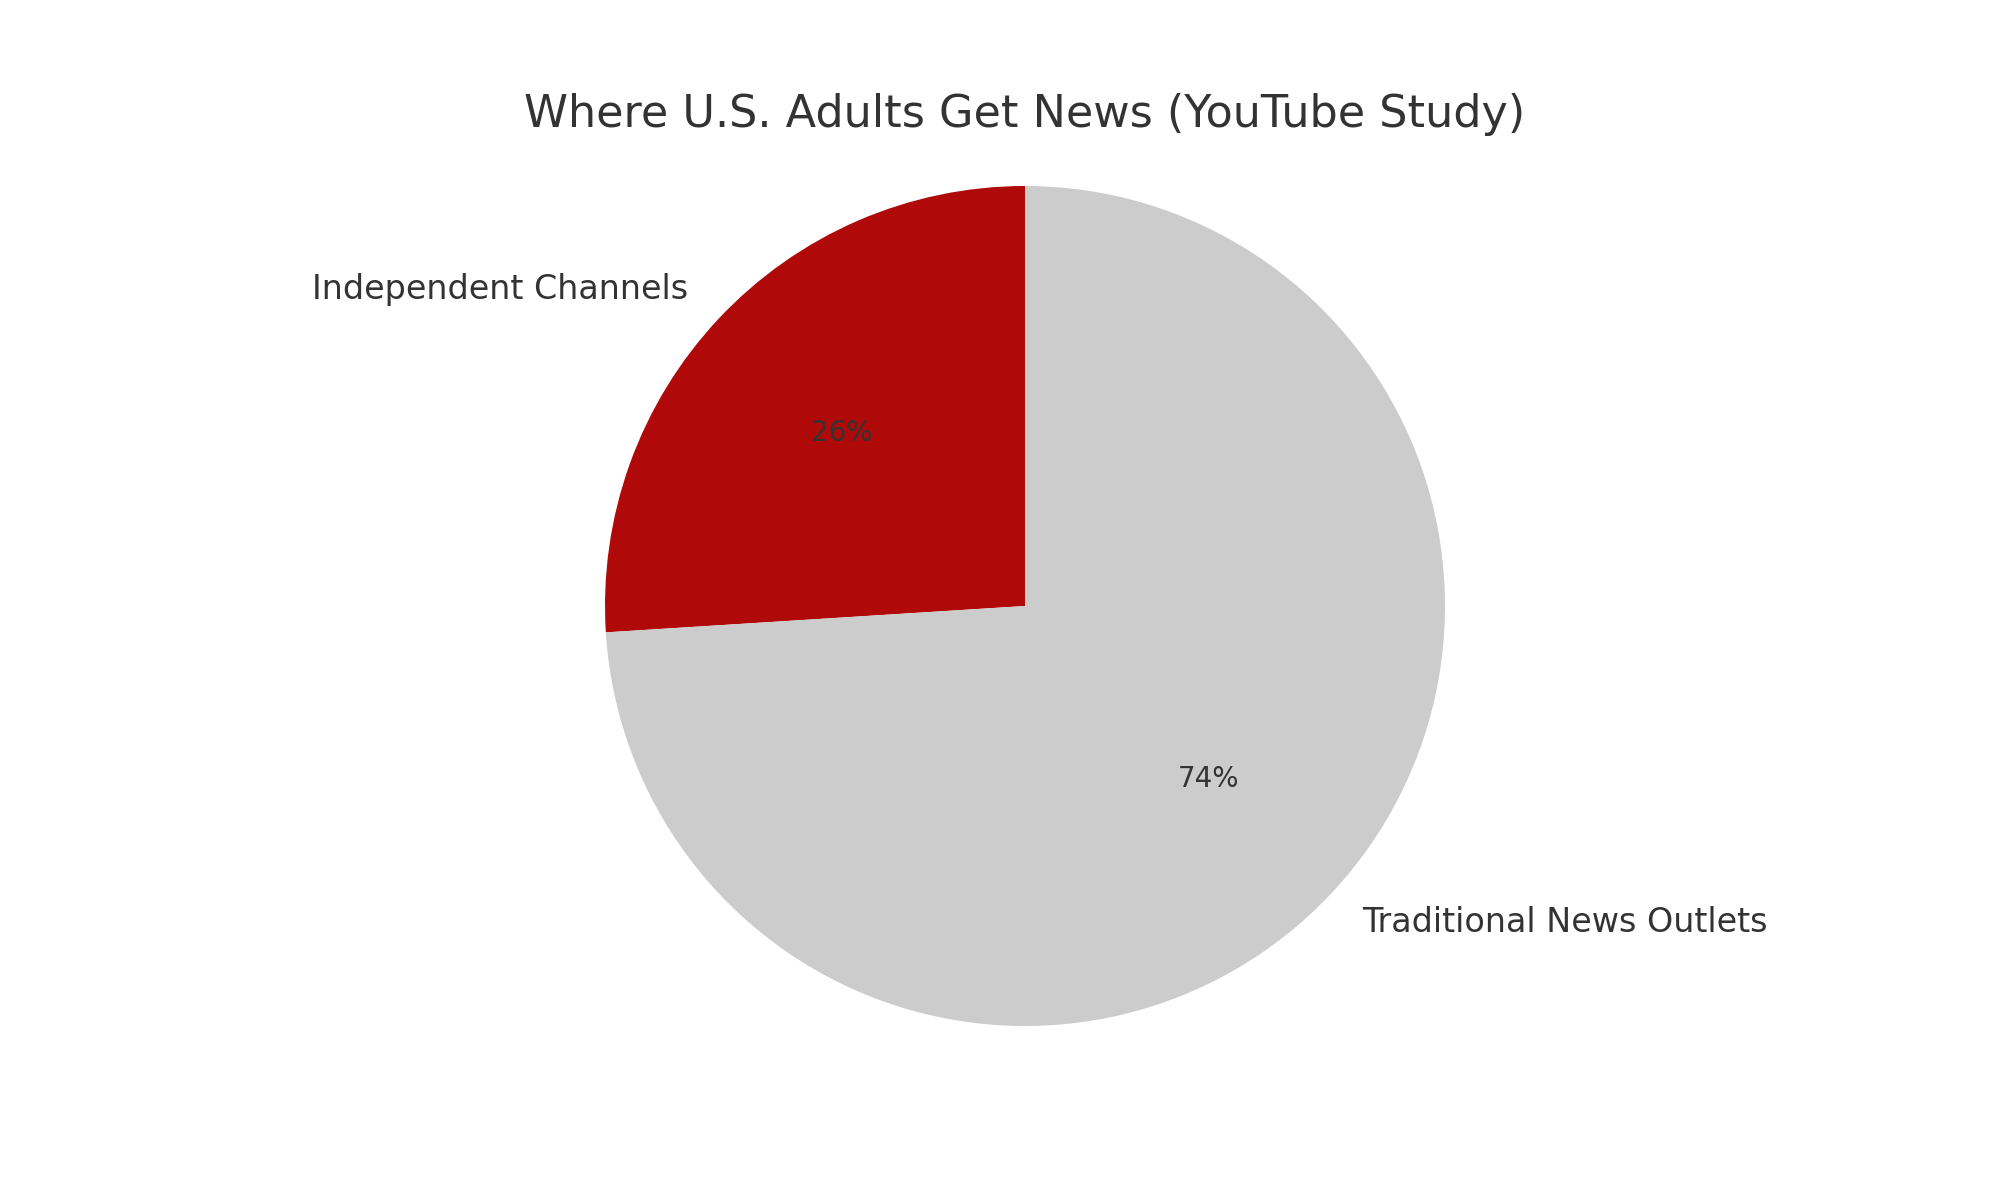 Where U.S. Adults Get News (YouTube Study)
Independent Channels
26%
74%
Traditional News Outlets